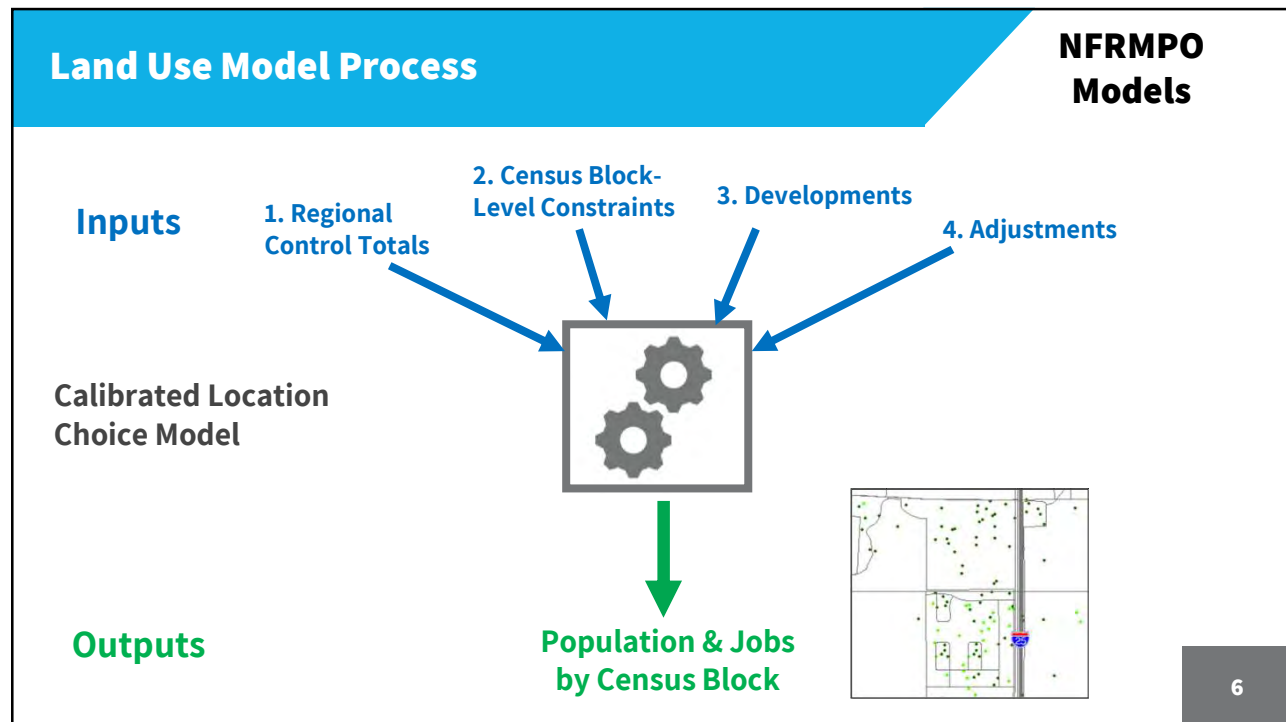 Land Use Model Process
NFRMPO
Models
Inputs
1. Regional
Control Totals
2. Census Block-
Level Constraints
3. Developments
4. Adjustments
Calibrated Location
Choice Model
Outputs
Population & Jobs
by Census Block
25
6